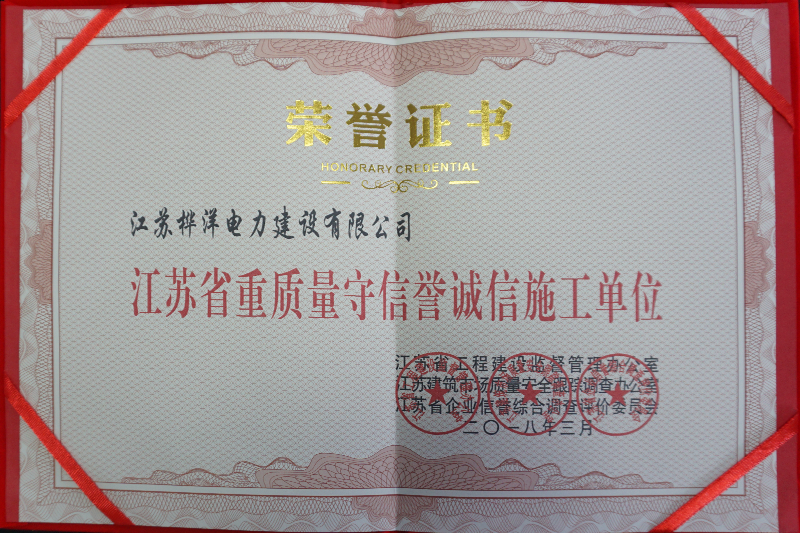 荣誉证书
HONORARY CREDENTIAL
江苏桦洋电力建设有限公司
江苏省重质量守信誉诚信施工单位
江苏省工程建设监督管理办公室
江苏建筑市场质量安全跟踪调查办公室
江苏省企业信誉综合调查评价委员会
二〇一八年三月